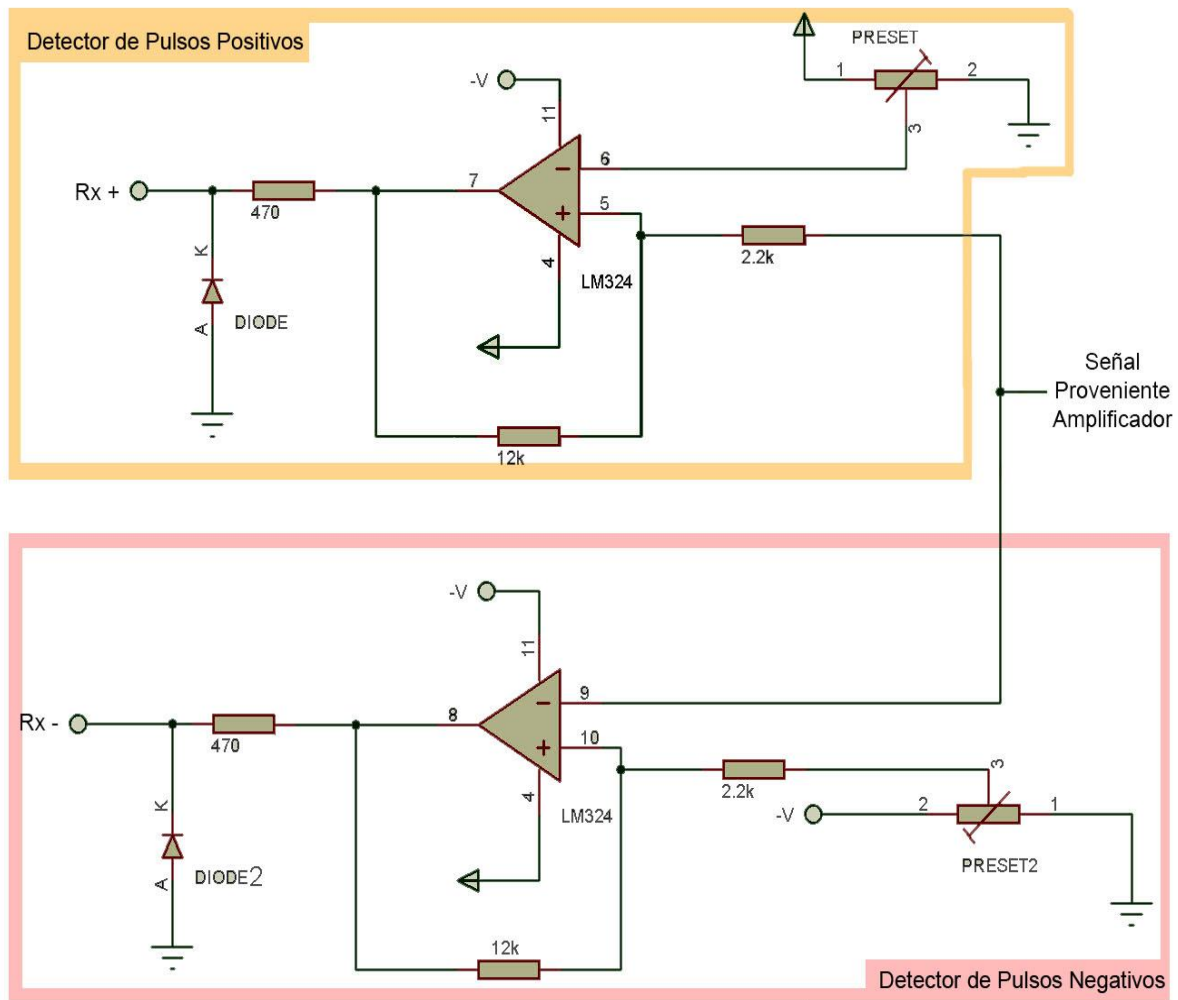 Detector de Pulsos Positivos
PRESET
1
2
3
-V
11
6
7
5
Rx +
470
4
2.2k
LM324
K
A
DIODE
12k
Señal
Proveniente
Amplificador
-V
11
9
8
10
Rx -
470
4
2.2k
3
LM324
-V
2
1
PRESET2
K
A
DIODE2
12k
Detector de Pulsos Negativos